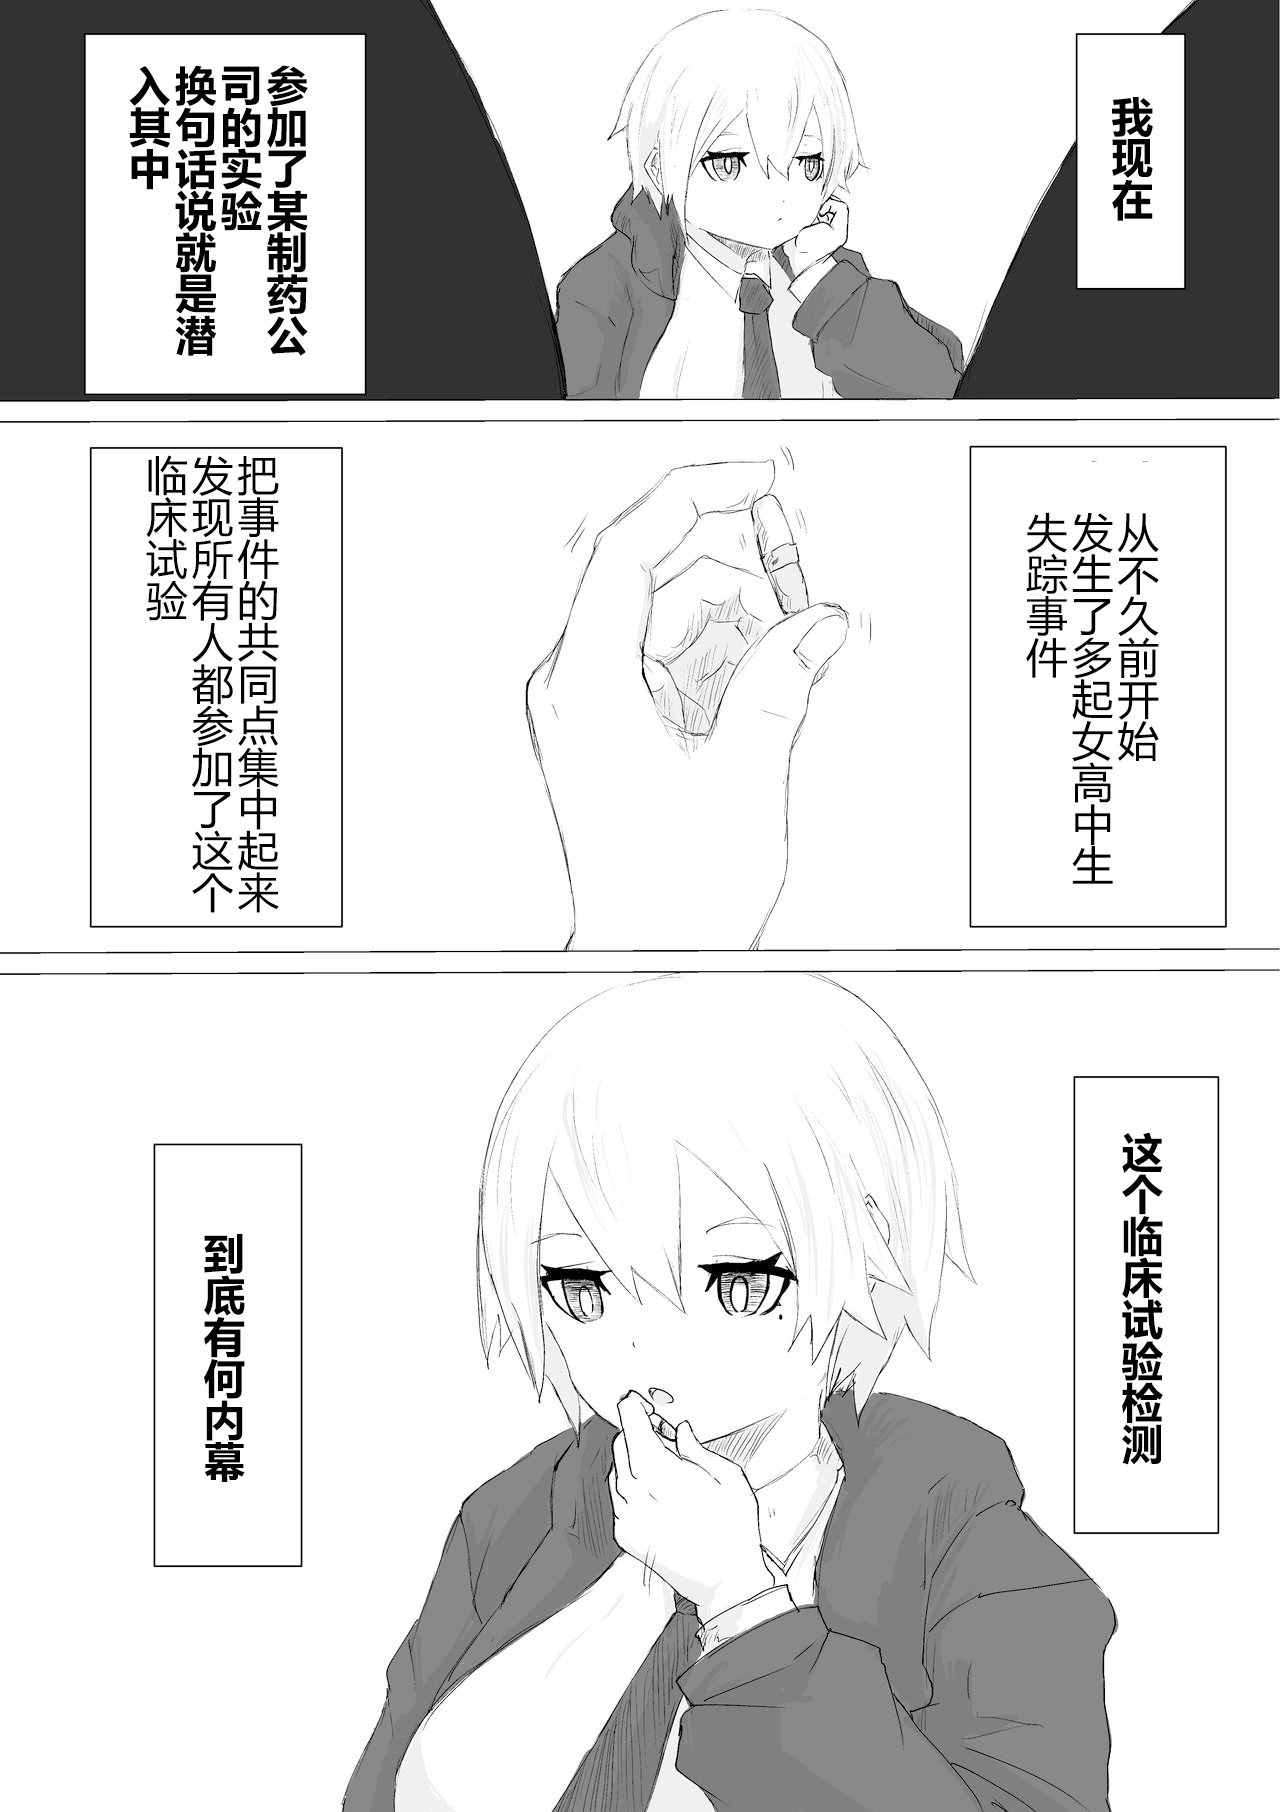 我现在
参加了某制药公
司的实验
换句话说就是潜
入其中
从不久前开始
发生了多起女高中生
失踪事件
把事件的共同点集中起来
发现所有人都参加了这个
临床试验
这个临床试验检测
到底有何内幕